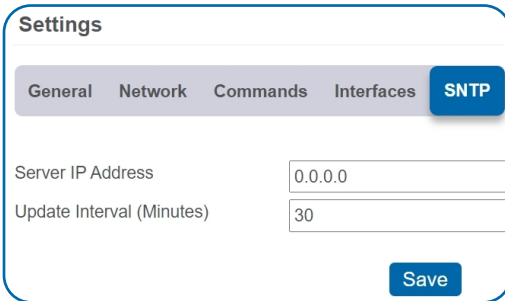 Settings
General Network Commands Interfaces SNTP
Server IP Address 0.0.0.0
Update Interval (Minutes) 30
Save